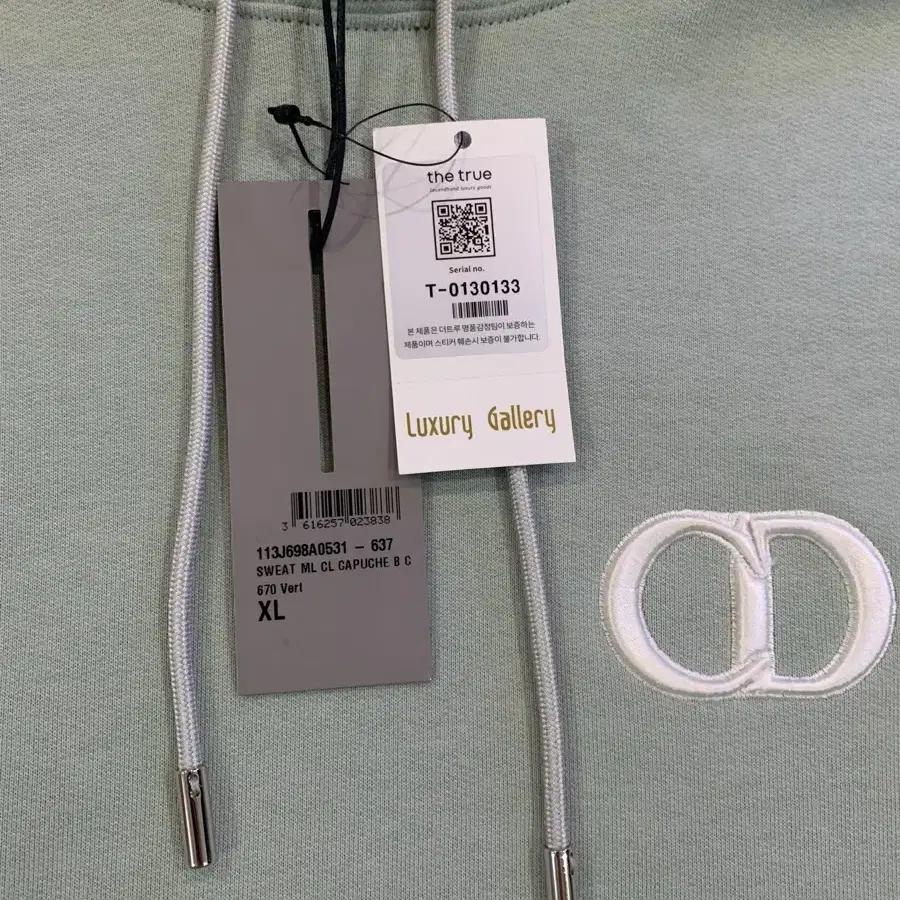 the true
secondhand luxury goods
Serial no.
T-0130133
본 제품은 더트루 명품감정팀이 보증하는
제품이며 스티커 훼손시 보증이 불가합니다.
Luxury Gallery
3 616257 023838
113J698A0531 - 637
SWEAT ML CL CAPUCHE B C
670 Vert
XL
CD